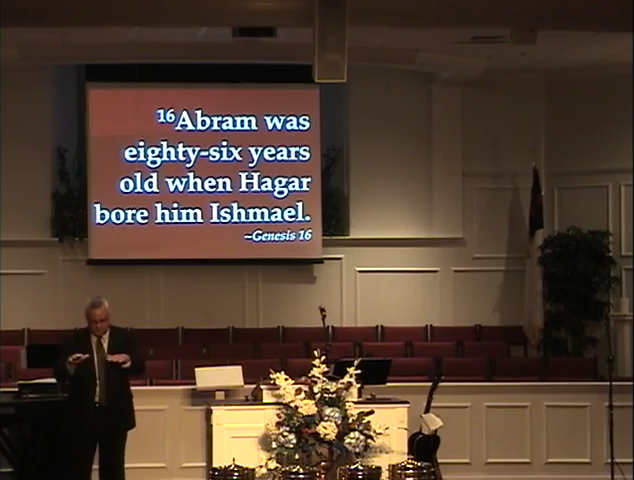 ¹⁶Abram was
eighty-six years
old when Hagar
bore him Ishmael.
~Genesis 16